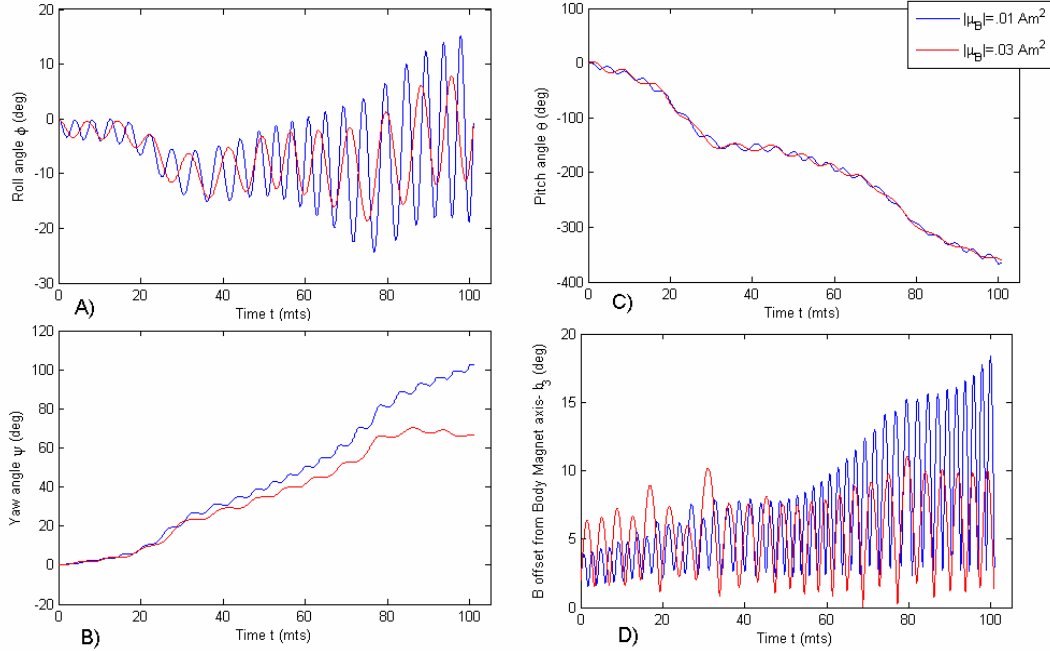 20
10
0
-10
-20
-30
Roll angle ϕ (deg)
0 20 40 60 80 100
A)
Time t (mts)
100
0
-100
-200
-300
-400
Pitch angle θ (deg)
0 20 40 60 80 100
C)
Time t (mts)
|μB|=.01 Am²
|μB|=.03 Am²
120
100
80
60
40
20
0
-20
Yaw angle ψ (deg)
0 20 40 60 80 100
B)
Time t (mts)
20
15
10
5
0
B offset from Body Magnet axis- b3 (deg)
0 20 40 60 80 100
D)
Time t (mts)